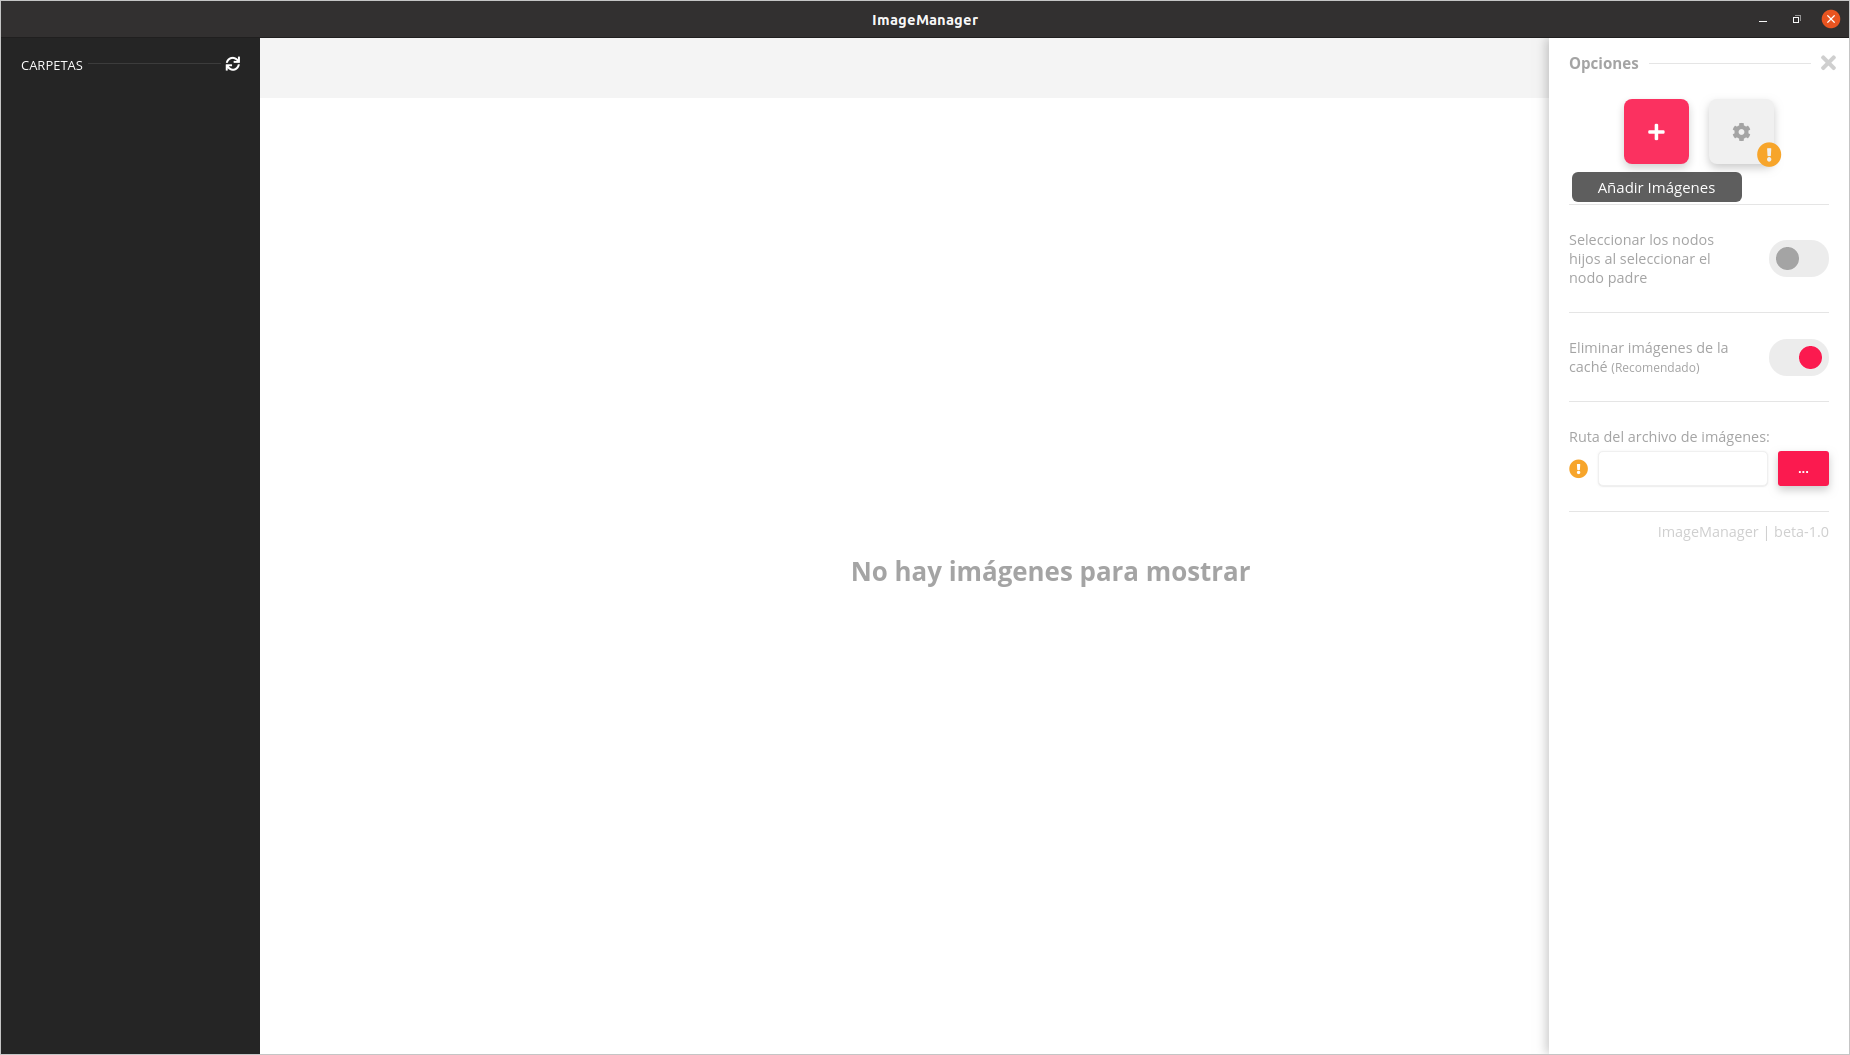 ImageManager
CARPETAS
Opciones
Añadir Imágenes
Seleccionar los nodos
hijos al seleccionar el
nodo padre
Eliminar imágenes de la
caché (Recomendado)
Ruta del archivo de imágenes:
...
ImageManager | beta-1.0
No hay imágenes para mostrar